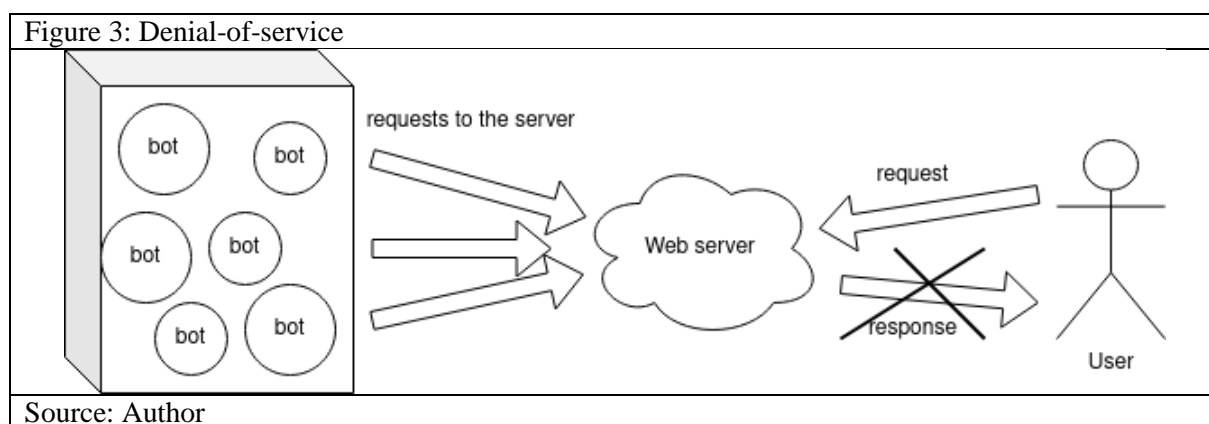 Figure 3: Denial-of-service
requests to the server
bot
bot
bot
bot
bot
bot
Web server
request
response
User
Source: Author